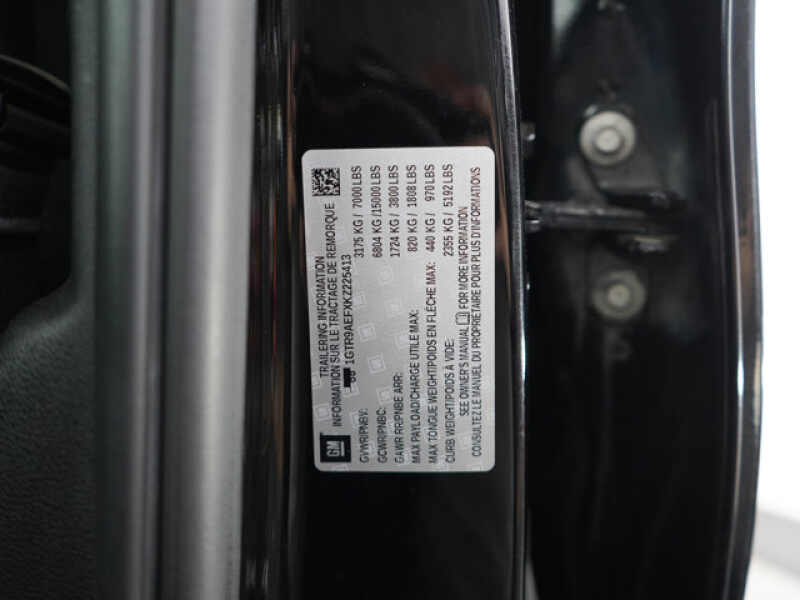 TRAILERING INFORMATION
INFORMATION SUR LE TRACTAGE DE REMORQUE
GM
1GTR9AEFXKZ225413
GVWR/PNBV: 3175 KG / 7000 LBS
GCWR/PNBC: 6804 KG /15000 LBS
GAWR RR/PNBE ARR: 1724 KG / 3800 LBS
MAX PAYLOAD/CHARGE UTILE MAX: 820 KG / 1808 LBS
MAX TONGUE WEIGHT/POIDS EN FLÈCHE MAX: 440 KG / 970 LBS
CURB WEIGHT/POIDS À VIDE: 2355 KG / 5192 LBS
SEE OWNER'S MANUAL FOR MORE INFORMATION
CONSULTEZ LE MANUEL DU PROPRIÉTAIRE POUR PLUS D'INFORMATIONS